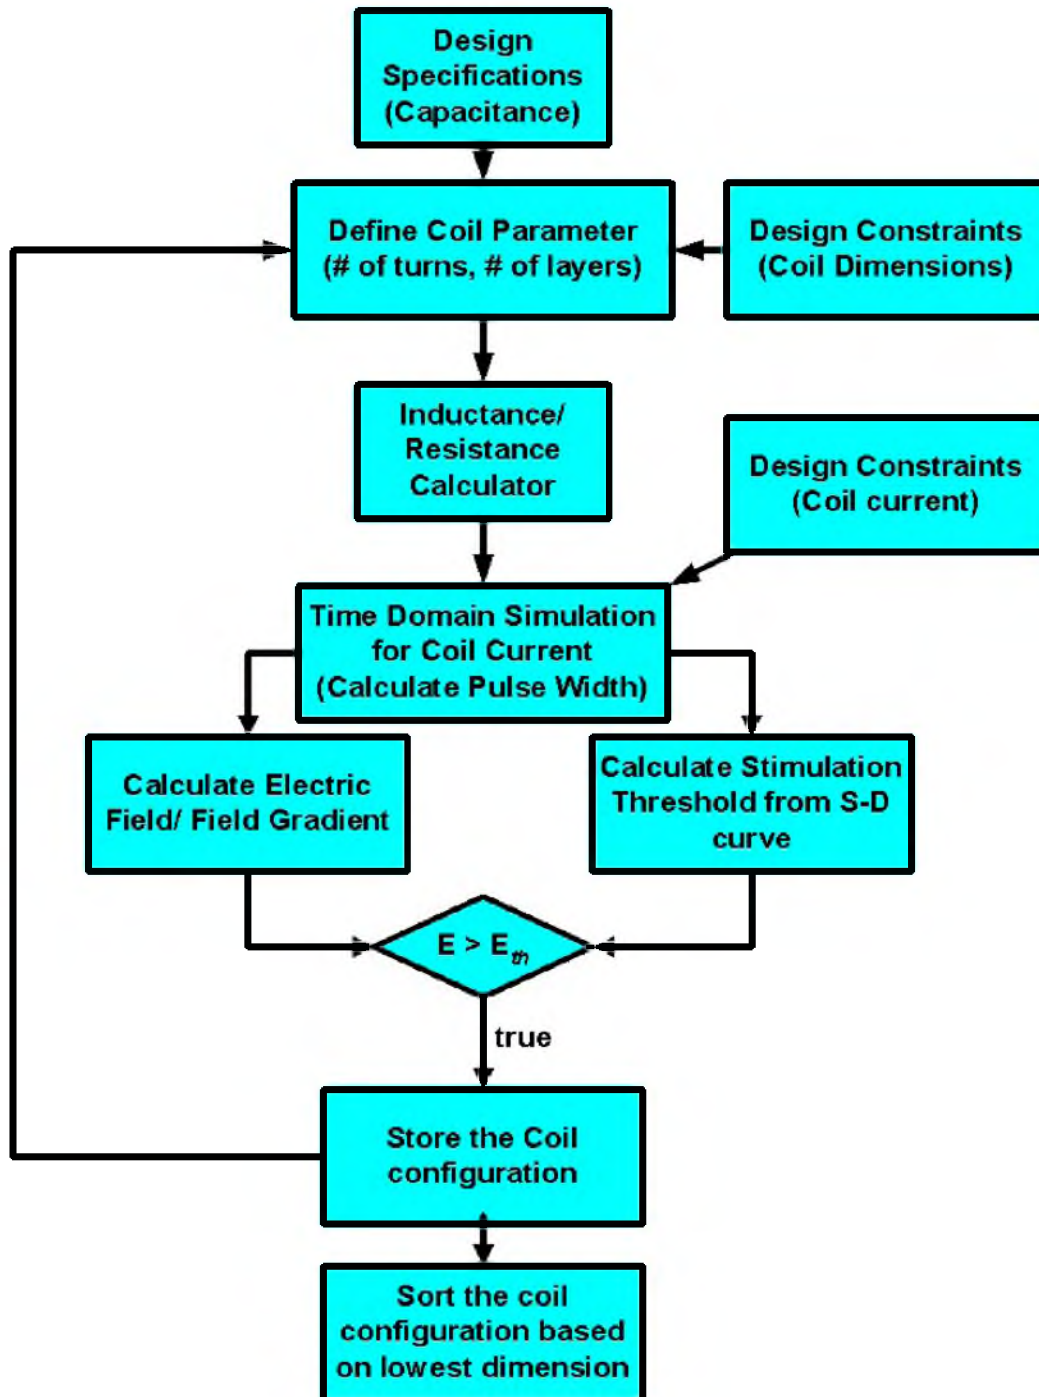 Design
Specifications
(Capacitance)
Define Coil Parameter
(# of turns, # of layers)
Design Constraints
(Coil Dimensions)
Inductance/
Resistance
Calculator
Design Constraints
(Coil current)
Time Domain Simulation
for Coil Current
(Calculate Pulse Width)
Calculate Electric
Field/ Field Gradient
Calculate Stimulation
Threshold from S-D
curve
E > Eth
true
Store the Coil
configuration
Sort the coil
configuration based
on lowest dimension